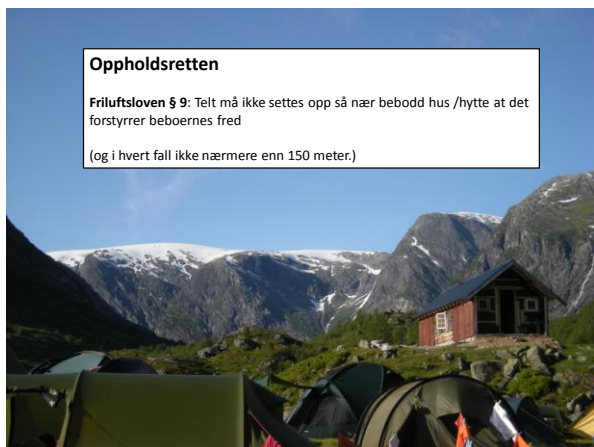 Oppholdsretten
Friluftsloven § 9: Telt må ikke settes opp så nær bebodd hus /hytte at det
forstyrrer beboernes fred
(og i hvert fall ikke nærmere enn 150 meter.)